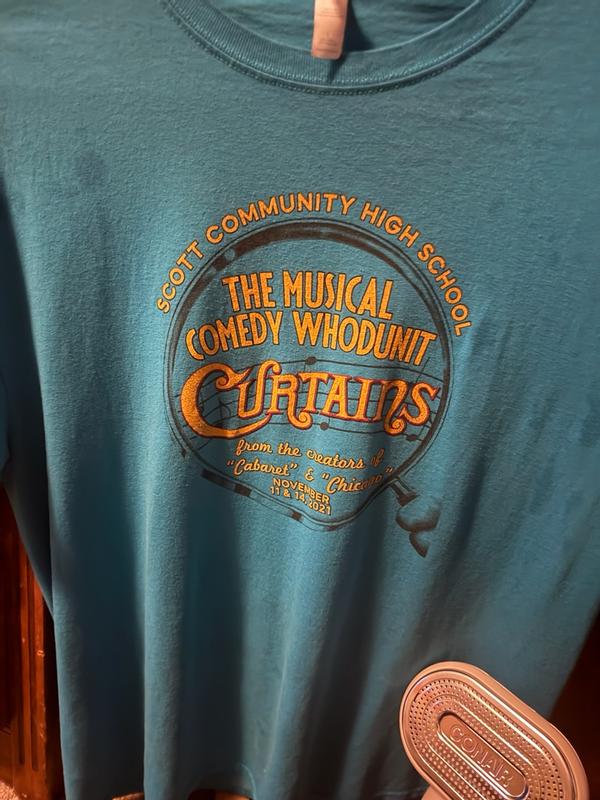 SCOTT COMMUNITY HIGH SCHOOL
THE MUSICAL
COMEDY WHODUNIT
CURTAINS
from the creators of
"Cabaret" & "Chicago"
NOVEMBER
11 & 14, 2021
CONAIR